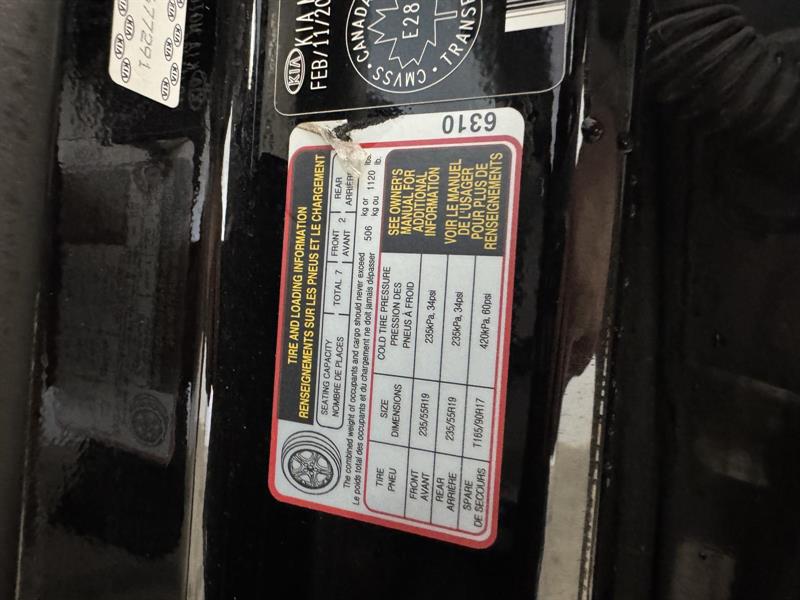 KIA
KIA
FEB/11/20
CANADA
E28
CMVSS
TRANS
6310
TIRE AND LOADING INFORMATION
RENSEIGNEMENTS SUR LES PNEUS ET LE CHARGEMENT
SEATING CAPACITY
NOMBRE DE PLACES
TOTAL 7
FRONT
AVANT
2
REAR
ARRIÈRE
The combined weight of occupants and cargo should never exceed 506 kg or 1120 lbs.
Le poids total des occupants et du chargement ne doit jamais dépasser kg ou lb.
TIRE
PNEU
SIZE
DIMENSIONS
COLD TIRE PRESSURE
PRESSION DES
PNEUS À FROID
SEE OWNER'S
MANUAL FOR
ADDITIONAL
INFORMATION
VOIR LE MANUEL
DE L'USAGER
POUR PLUS DE
RENSEIGNEMENTS
FRONT
AVANT
235/55R19
235kPa, 34psi
REAR
ARRIÈRE
235/55R19
235kPa, 34psi
SPARE
DE SECOURS
T165/90R17
420kPa, 60psi